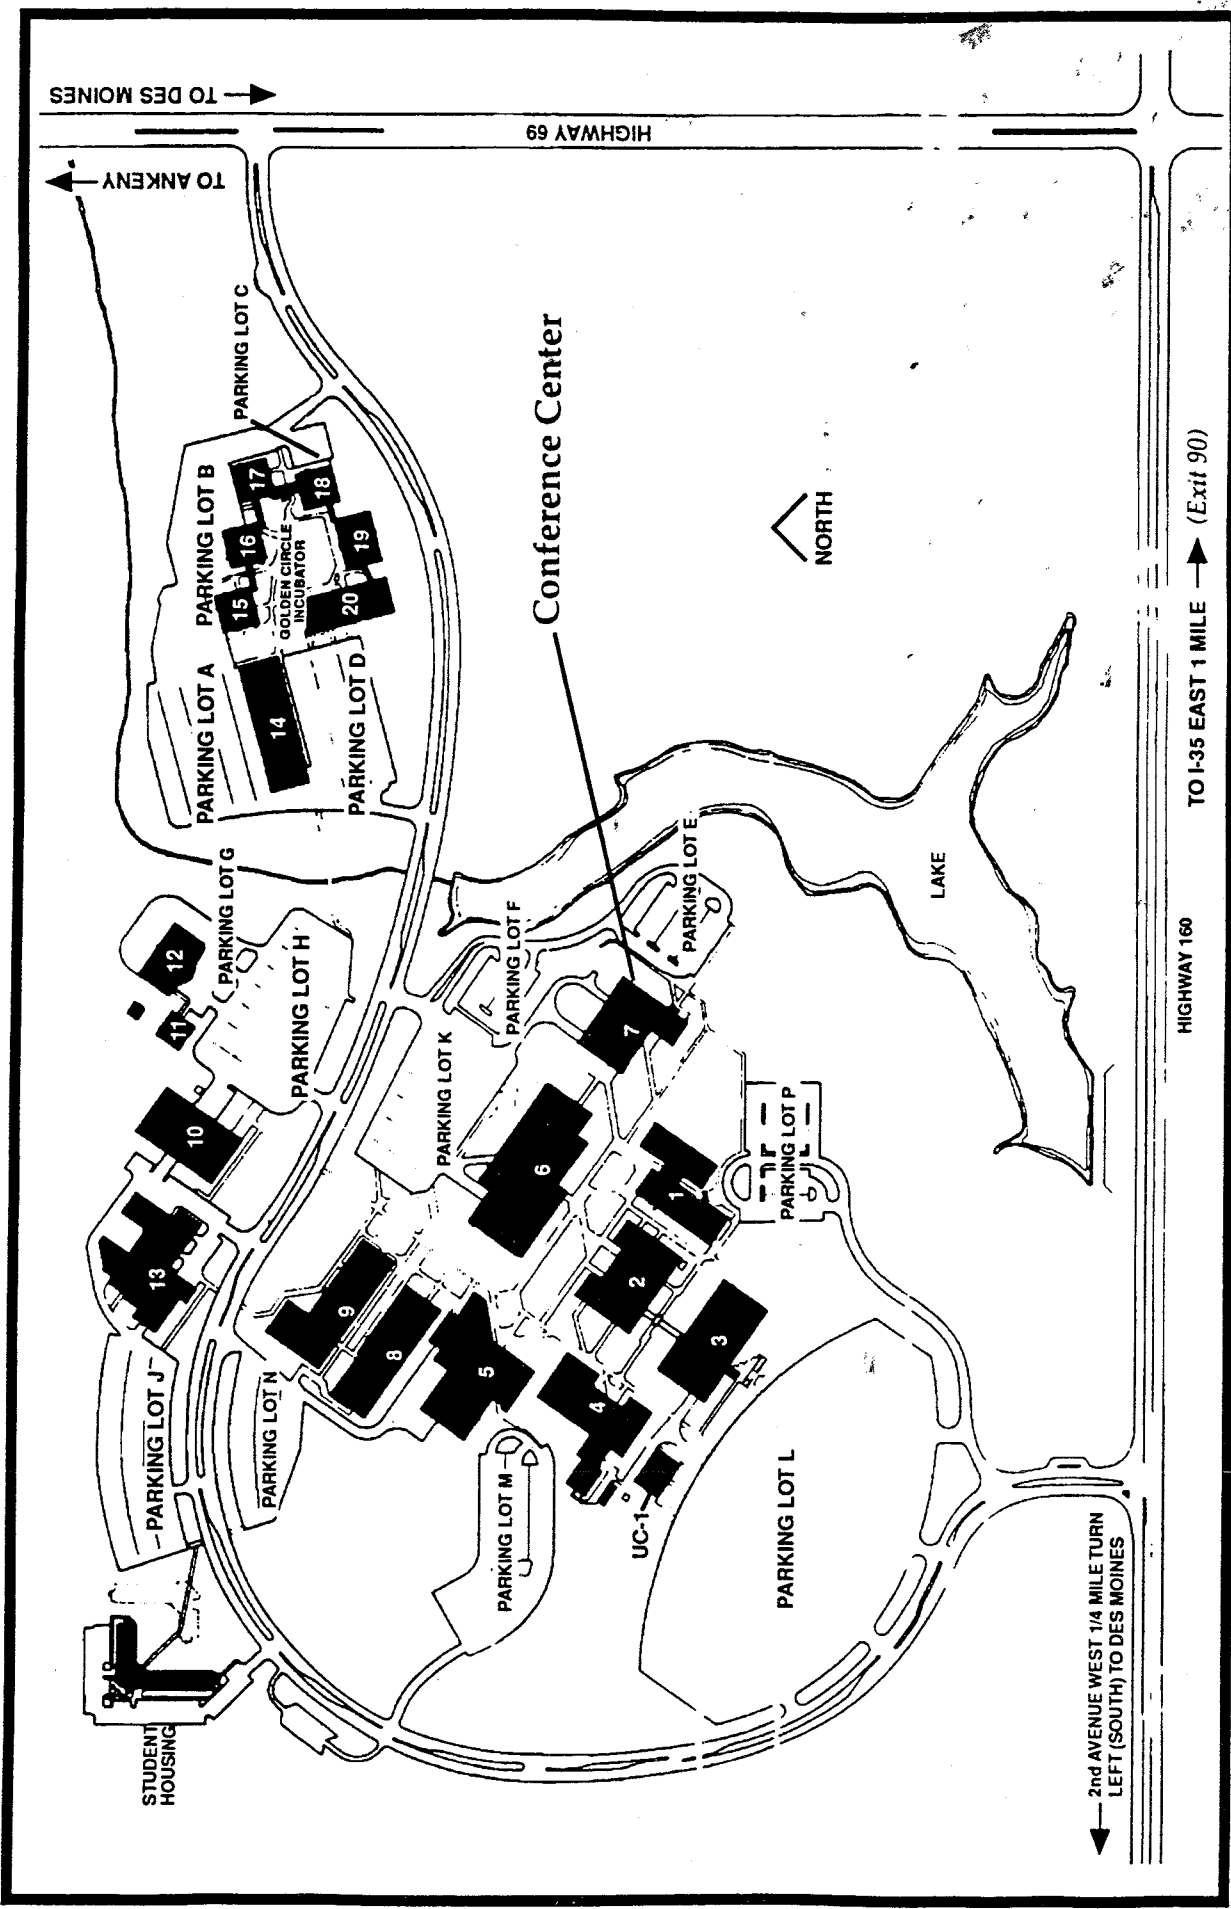 TO DES MOINES
HIGHWAY 69
TO ANKENY
PARKING LOT C
PARKING LOT B
17
18
16
19
15
GOLDEN CIRCLE
INCUBATOR
20
PARKING LOT A
14
PARKING LOT D
Conference Center
NORTH
TO I-35 EAST 1 MILE
(Exit 90)
HIGHWAY 160
LAKE
PARKING LOT G
12
11
PARKING LOT H
PARKING LOT F
PARKING LOT E
10
PARKING LOT K
7
6
PARKING LOT P
1
13
9
2
8
5
3
4
PARKING LOT J
PARKING LOT N
PARKING LOT M
UC-1
PARKING LOT L
STUDENT
HOUSING
2nd AVENUE WEST 1/4 MILE TURN
LEFT (SOUTH) TO DES MOINES